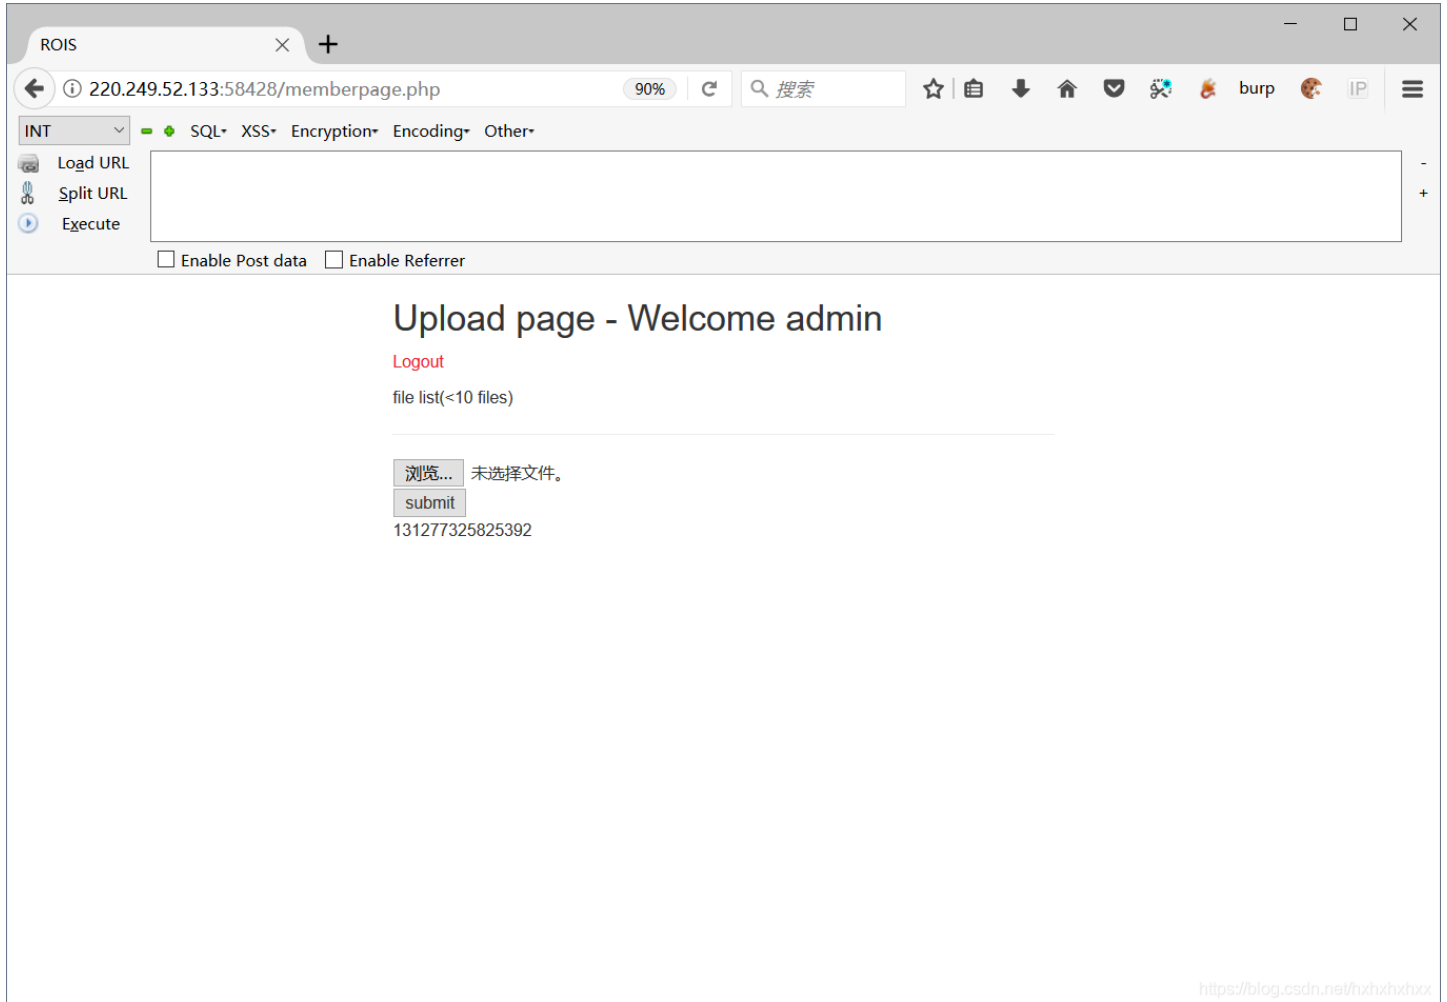 ROIS
220.249.52.133:58428/memberpage.php 90% 搜索 burp IP
INT SQL XSS Encryption Encoding Other
Load URL -
Split URL +
Execute
Enable Post data Enable Referrer
Upload page - Welcome admin
Logout
file list(<10 files)
浏览... 未选择文件。
submit
131277325825392
https://blog.csdn.net/hxhxhxhxx